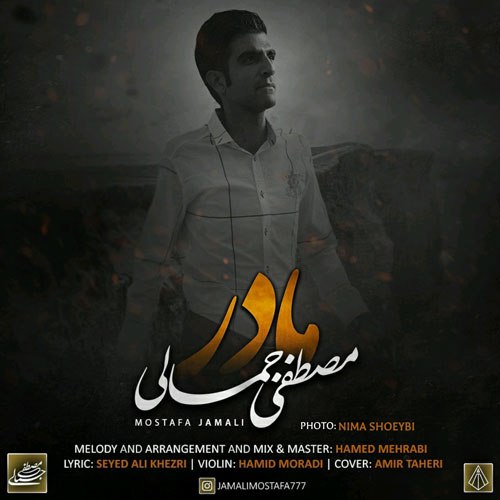 مادر
مصطفی جمالی
MOSTAFA JAMALI
PHOTO: NIMA SHOEYBI
MELODY AND ARRANGEMENT AND MIX & MASTER: HAMED MEHRABI
LYRIC: SEYED ALI KHEZRI | VIOLIN: HAMID MORADI | COVER: AMIR TAHERI
JAMALIMOSTAFA777